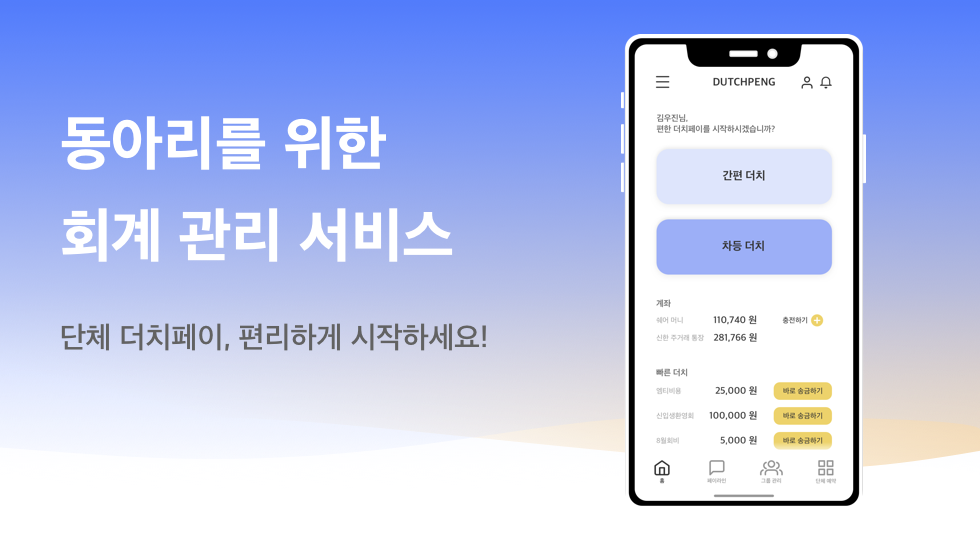 동아리를 위한
회계 관리 서비스
단체 더치페이, 편리하게 시작하세요!
DUTCHPENG
김우진님,
편한 더치페이를 시작하시겠습니까?
간편 더치
차등 더치
계좌
쉐어 머니 110,740 원 충전하기
신한 주거래 통장 281,766 원
빠른 더치
엠티비용 25,000 원 바로 송금하기
신입생환영회 100,000 원 바로 송금하기
8월회비 5,000 원 바로 송금하기
홈 페이라인 그룹 관리 단체 예약